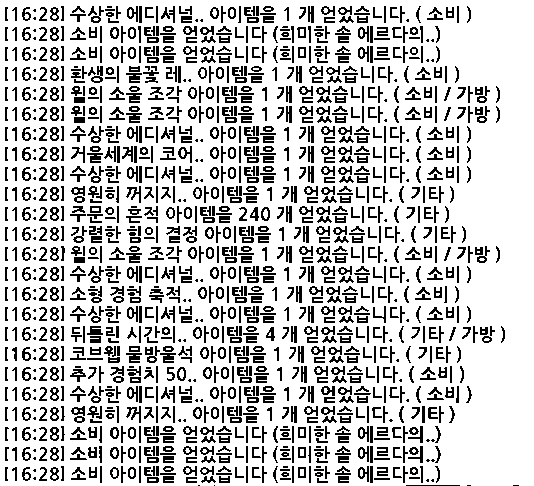 [16:28] 수상한 에디셔널.. 아이템을 1 개 얻었습니다. ( 소비 )
[16:28] 소비 아이템을 얻었습니다 (희미한 솔 에르다의..)
[16:28] 소비 아이템을 얻었습니다 (희미한 솔 에르다의..)
[16:28] 환생의 불꽃 레.. 아이템을 1 개 얻었습니다. ( 소비 )
[16:28] 윌의 소울 조각 아이템을 1 개 얻었습니다. ( 소비 / 가방 )
[16:28] 윌의 소울 조각 아이템을 1 개 얻었습니다. ( 소비 / 가방 )
[16:28] 수상한 에디셔널.. 아이템을 1 개 얻었습니다. ( 소비 )
[16:28] 거울세계의 코어.. 아이템을 1 개 얻었습니다. ( 소비 )
[16:28] 수상한 에디셔널.. 아이템을 1 개 얻었습니다. ( 소비 )
[16:28] 영원히 꺼지지.. 아이템을 1 개 얻었습니다. ( 기타 )
[16:28] 주문의 흔적 아이템을 240 개 얻었습니다. ( 기타 )
[16:28] 강렬한 힘의 결정 아이템을 1 개 얻었습니다. ( 기타 )
[16:28] 윌의 소울 조각 아이템을 1 개 얻었습니다. ( 소비 / 가방 )
[16:28] 수상한 에디셔널.. 아이템을 1 개 얻었습니다. ( 소비 )
[16:28] 소형 경험 축적.. 아이템을 1 개 얻었습니다. ( 소비 )
[16:28] 수상한 에디셔널.. 아이템을 1 개 얻었습니다. ( 소비 )
[16:28] 뒤틀린 시간의.. 아이템을 4 개 얻었습니다. ( 기타 / 가방 )
[16:28] 코브웹 물방울석 아이템을 1 개 얻었습니다. ( 기타 )
[16:28] 추가 경험치 50.. 아이템을 1 개 얻었습니다. ( 소비 )
[16:28] 수상한 에디셔널.. 아이템을 1 개 얻었습니다. ( 소비 )
[16:28] 영원히 꺼지지.. 아이템을 1 개 얻었습니다. ( 기타 )
[16:28] 소비 아이템을 얻었습니다 (희미한 솔 에르다의..)
[16:28] 소비 아이템을 얻었습니다 (희미한 솔 에르다의..)
[16:28] 소비 아이템을 얻었습니다 (희미한 솔 에르다의..)